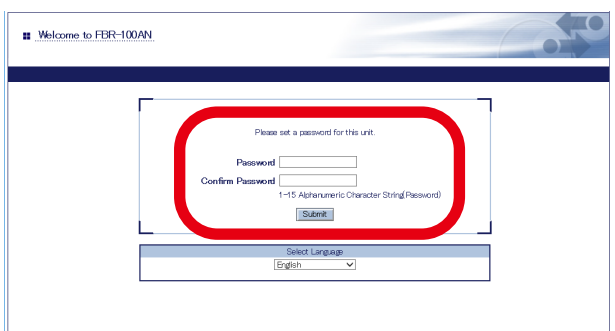 Welcome to FBR-100AN
Please set a password for this unit.
Password
Confirm Password
1-15 Alphanumeric Character String(Password)
Submit
Select Language
English